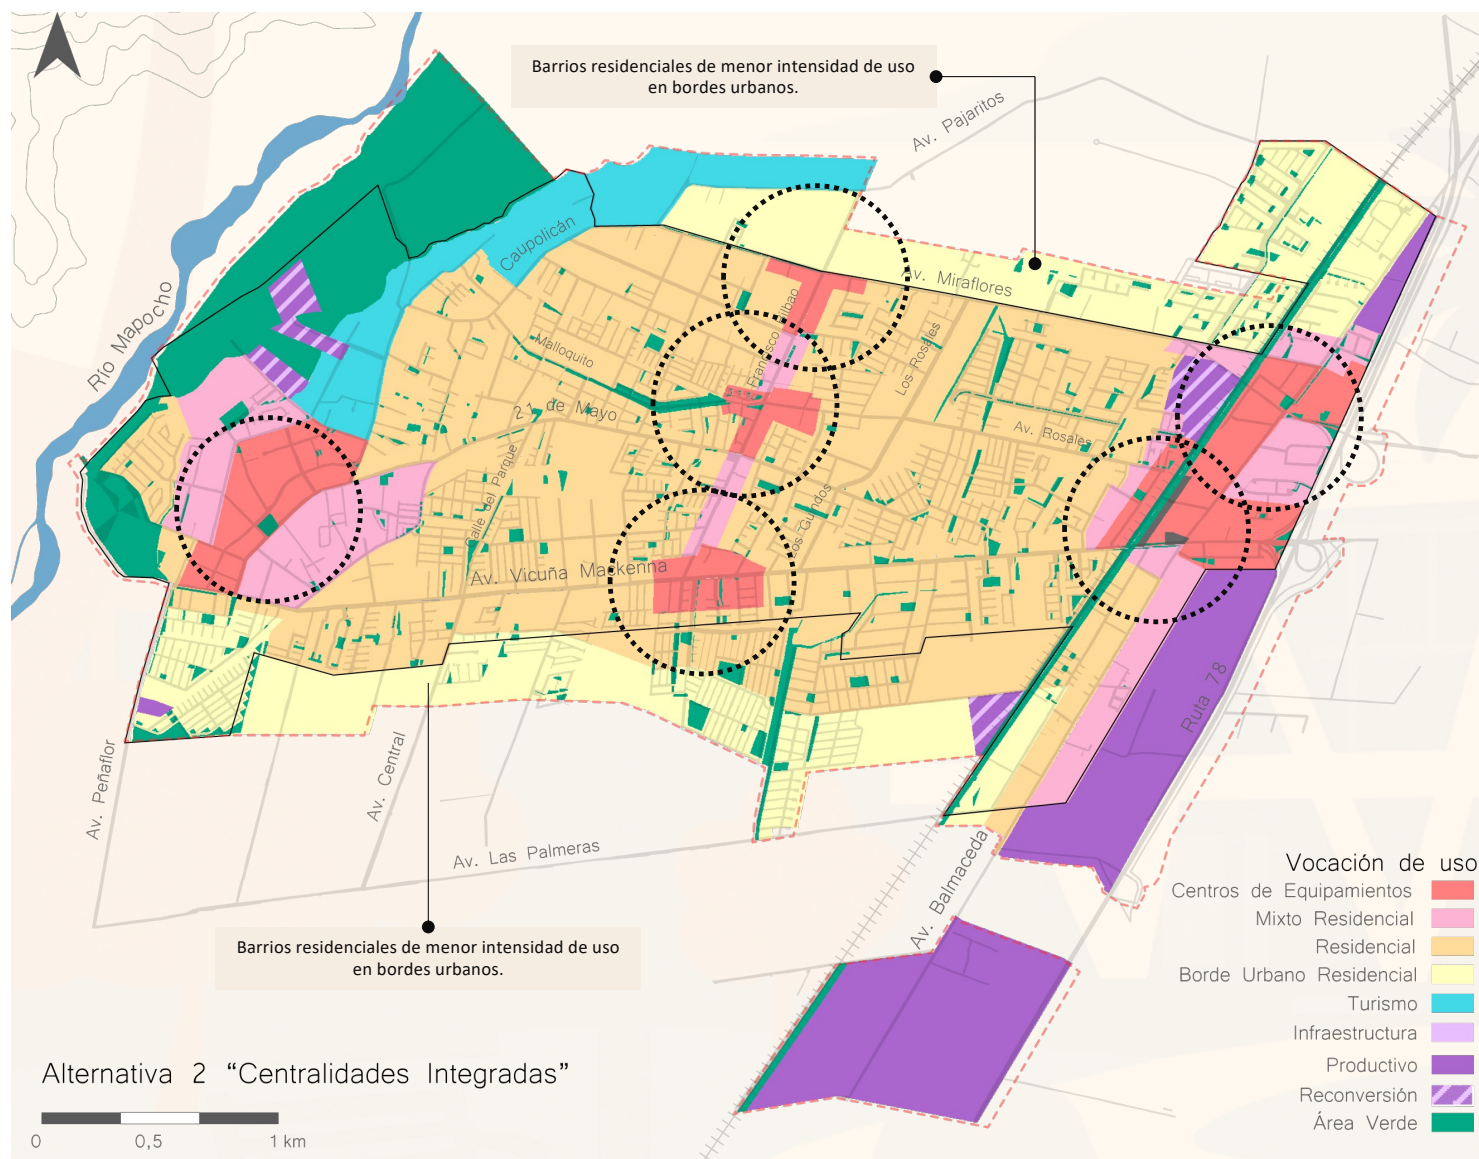 Barrios residenciales de menor intensidad de uso
en bordes urbanos.
Av. Pajaritos
Río Mapocho
Caupolicán
Av. Miraflores
Francisco Bilbao
Malloquito
Los Rosales
21 de Mayo
Av. Rosales
Calle del Parque
Los Guindos
Av. Vicuña Mackenna
Ruta 78
Av. Peñaflor
Av. Central
Av. Las Palmeras
Av. Balmaceda
Barrios residenciales de menor intensidad de uso
en bordes urbanos.
Vocación de uso
Centros de Equipamientos
Mixto Residencial
Residencial
Borde Urbano Residencial
Turismo
Infraestructura
Productivo
Reconversión
Área Verde
Alternativa 2 “Centralidades Integradas”
0 0,5 1 km